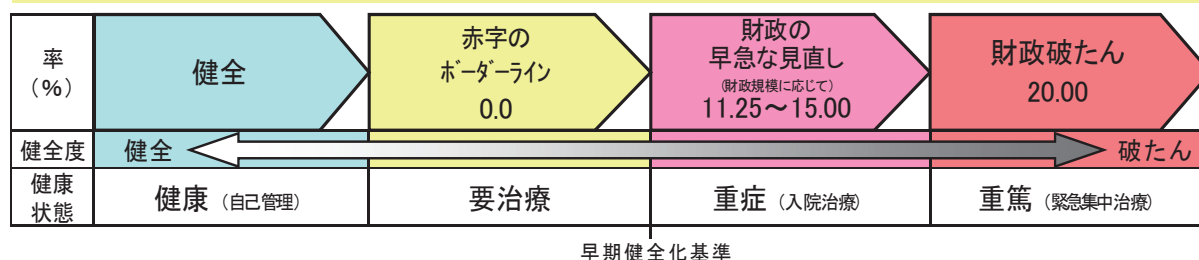 率
(%)
健全
赤字の
ボーダーライン
0.0
財政の
早急な見直し
(財政規模に応じて)
11.25〜15.00
財政破たん
20.00
健全度
健全
破たん
健康
状態
健康 (自己管理)
要治療
重症 (入院治療)
重篤 (緊急集中治療)
早期健全化基準